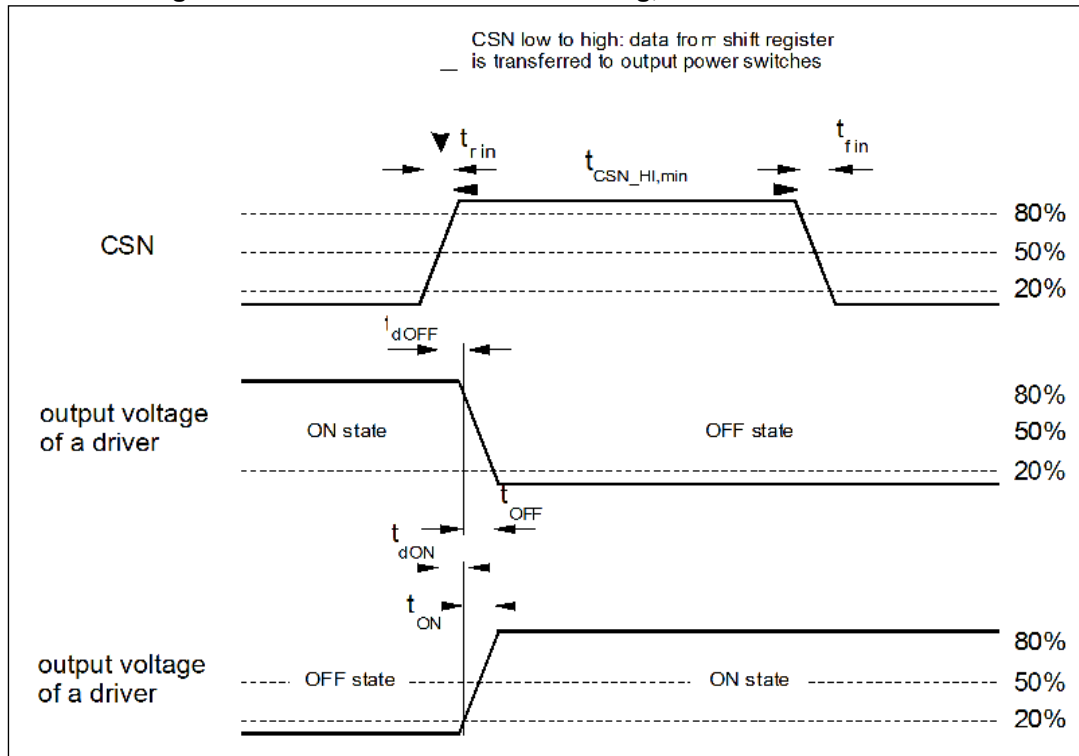 CSN low to high: data from shift register
is transferred to output power switches
t r in
t CSN_HI,min
t f in
CSN
80%
50%
20%
t dOFF
output voltage
of a driver
ON state
OFF state
80%
50%
20%
t OFF
t dON
t ON
output voltage
of a driver
OFF state
ON state
80%
50%
20%